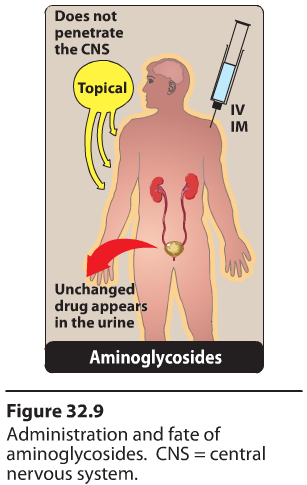 Does not
penetrate
the CNS
Topical
IV
IM
Unchanged
drug appears
in the urine
Aminoglycosides
Figure 32.9
Administration and fate of
aminoglycosides. CNS = central
nervous system.